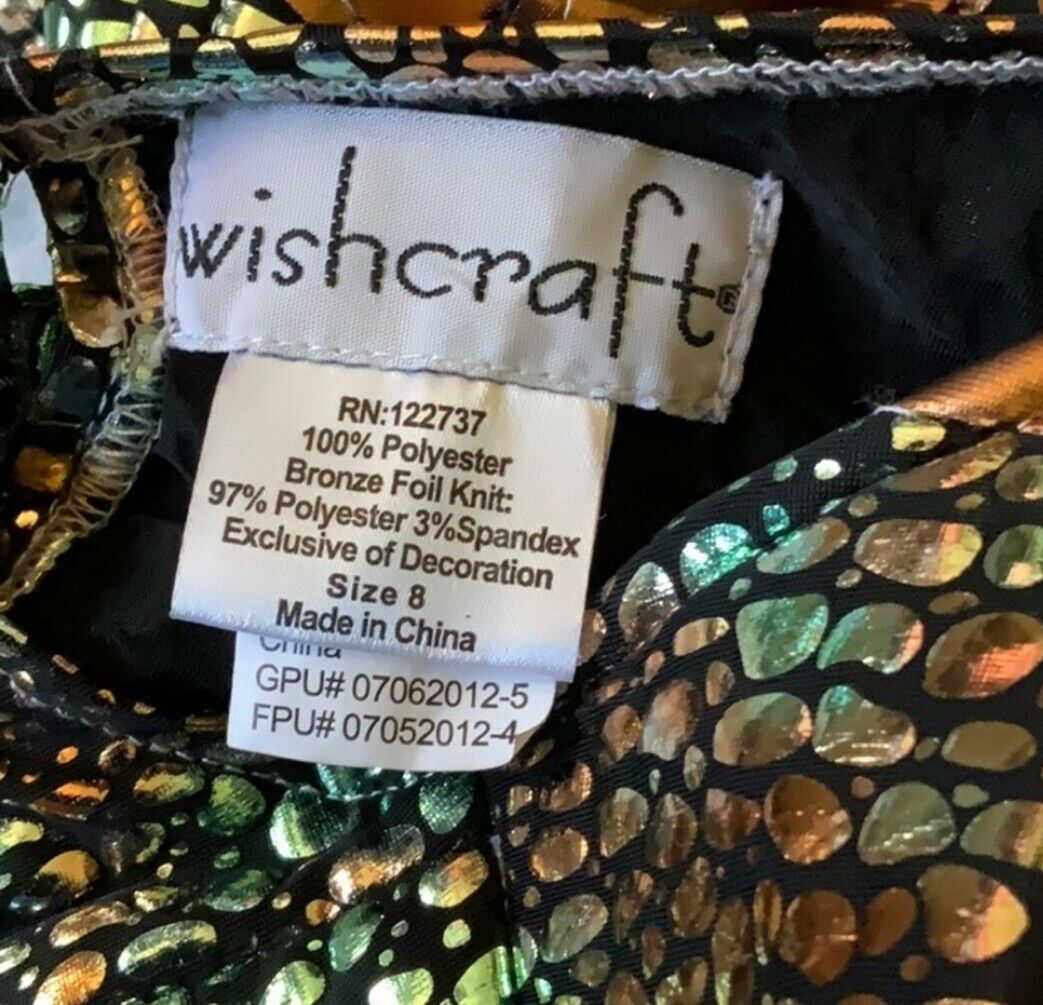 wishcraft
RN:122737
100% Polyester
Bronze Foil Knit:
97% Polyester 3%Spandex
Exclusive of Decoration
Size 8
Made in China
China
GPU# 07062012-5
FPU# 07052012-4